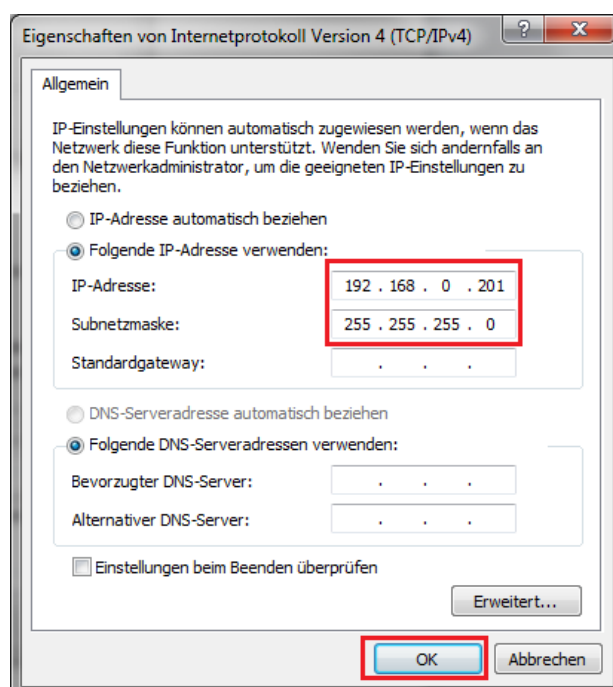 Eigenschaften von Internetprotokoll Version 4 (TCP/IPv4)
?
X
Allgemein
IP-Einstellungen können automatisch zugewiesen werden, wenn das
Netzwerk diese Funktion unterstützt. Wenden Sie sich andernfalls an
den Netzwerkadministrator, um die geeigneten IP-Einstellungen zu
beziehen.
IP-Adresse automatisch beziehen
Folgende IP-Adresse verwenden:
IP-Adresse: 192 . 168 . 0 . 201
Subnetzmaske: 255 . 255 . 255 . 0
Standardgateway: . . .
DNS-Serveradresse automatisch beziehen
Folgende DNS-Serveradressen verwenden:
Bevorzugter DNS-Server: . . .
Alternativer DNS-Server: . . .
Einstellungen beim Beenden überprüfen
Erweitert...
OK Abbrechen